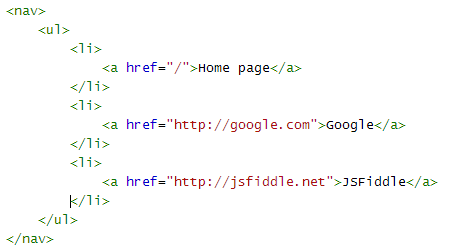 <nav>
    <ul>
        <li>
            <a href="/">Home page</a>
        </li>
        <li>
            <a href="http://google.com">Google</a>
        </li>
        <li>
            <a href="http://jsfiddle.net">JSFiddle</a>
        </li>
    </ul>
</nav>